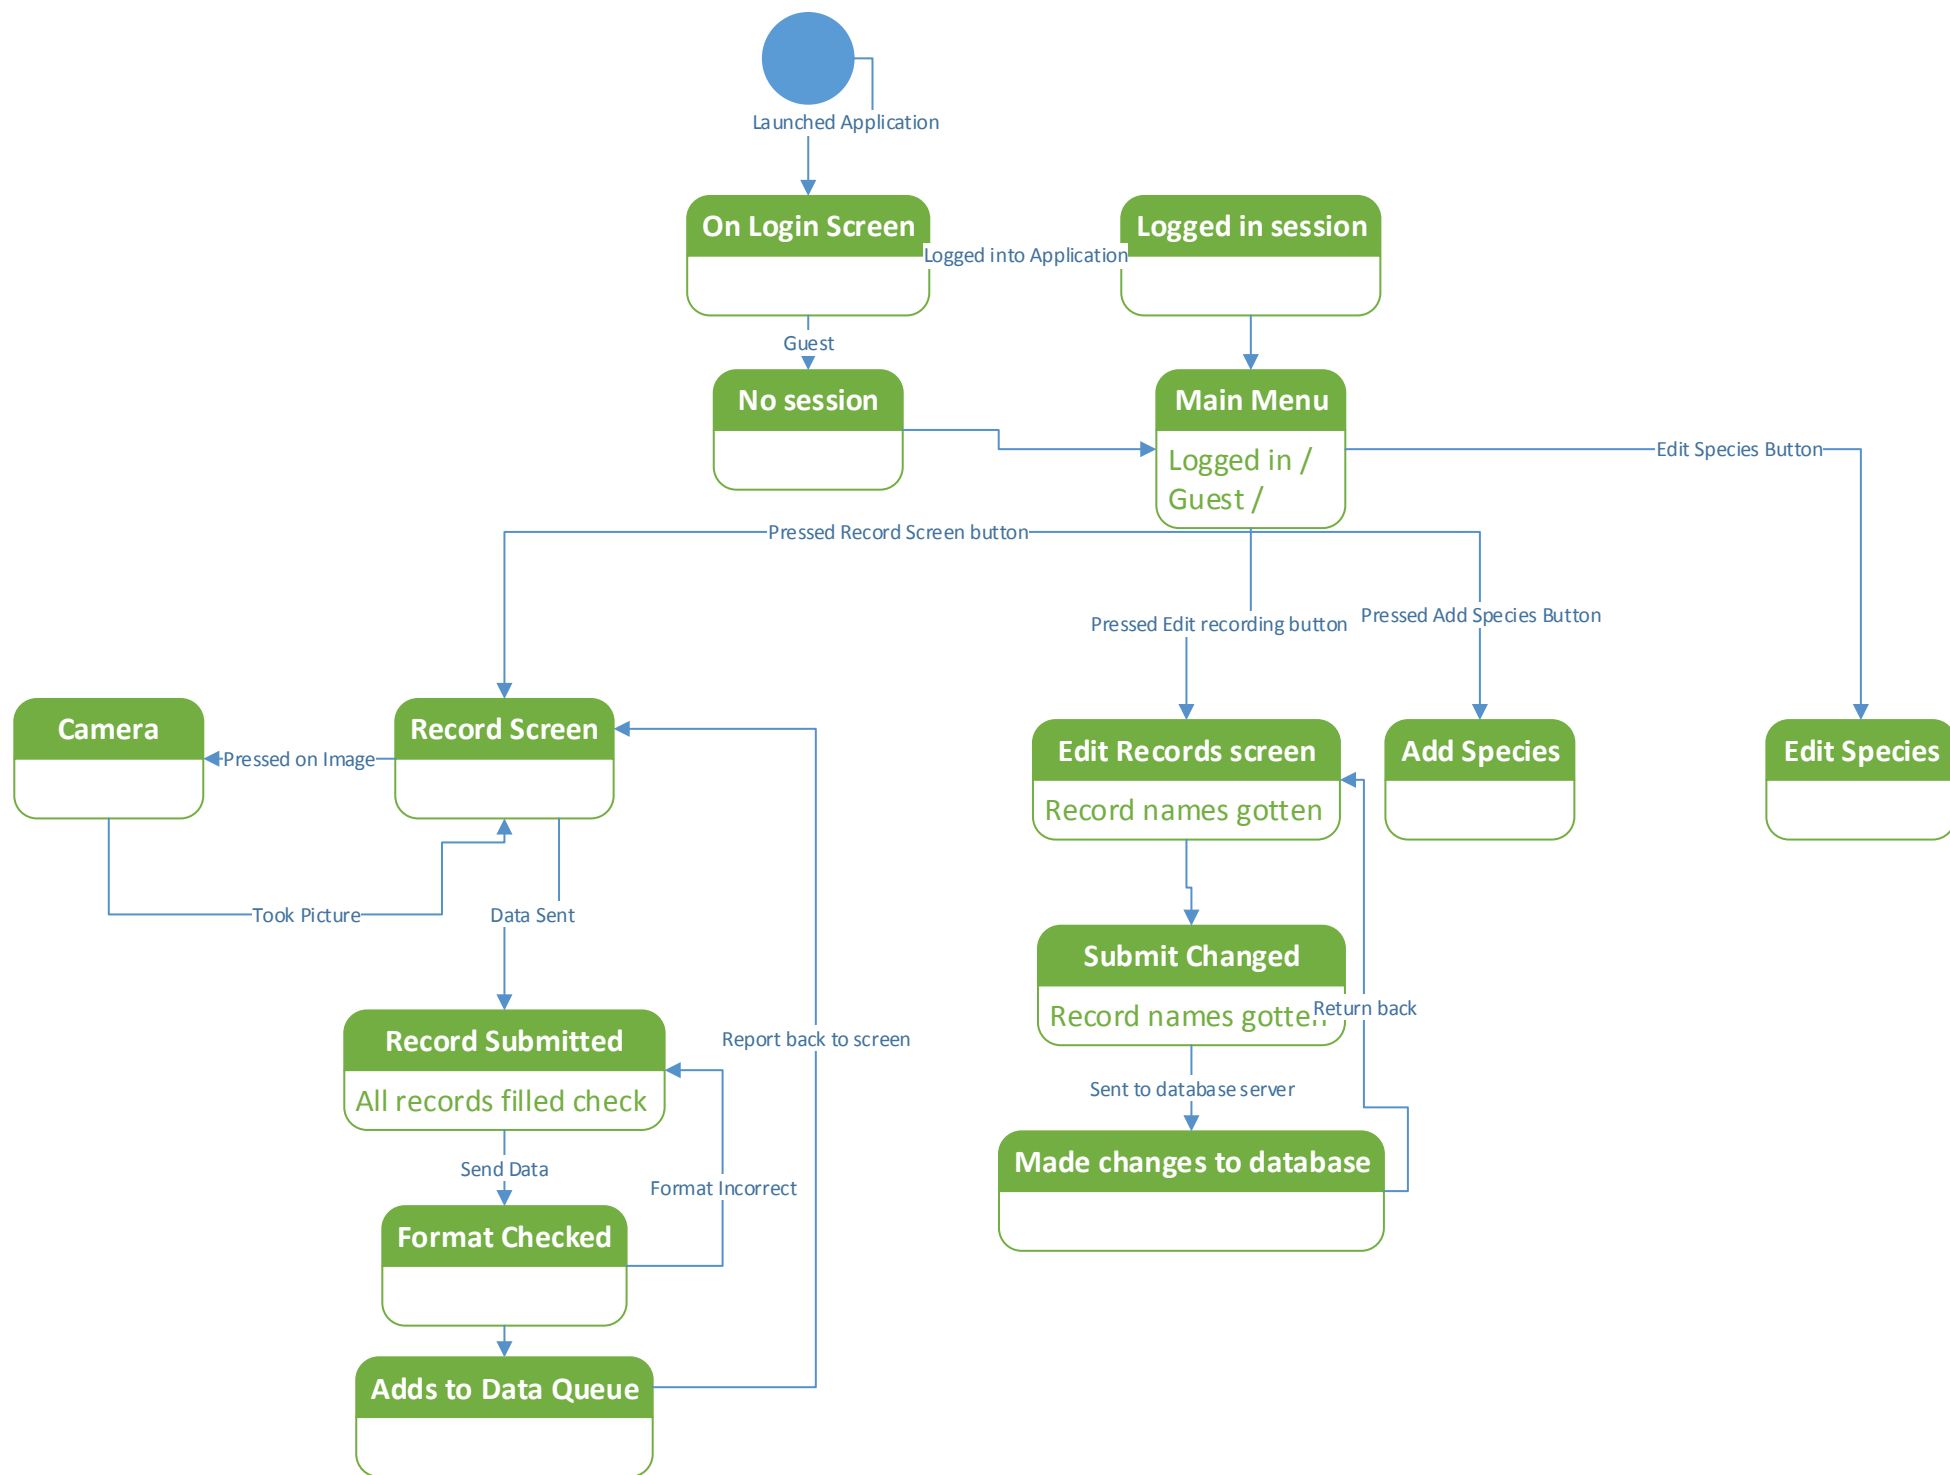 Launched Application
On Login Screen
Logged into Application
Logged in session
Guest
No session
Main Menu
Logged in /
Guest /
Edit Species Button
Pressed Record Screen button
Pressed Edit recording button
Pressed Add Species Button
Camera
Pressed on Image
Record Screen
Edit Records screen
Record names gotten
Add Species
Edit Species
Took Picture
Data Sent
Submit Changed
Record names gotten
Return back
Record Submitted
All records filled check
Report back to screen
Sent to database server
Send Data
Format Incorrect
Made changes to database
Format Checked
Adds to Data Queue